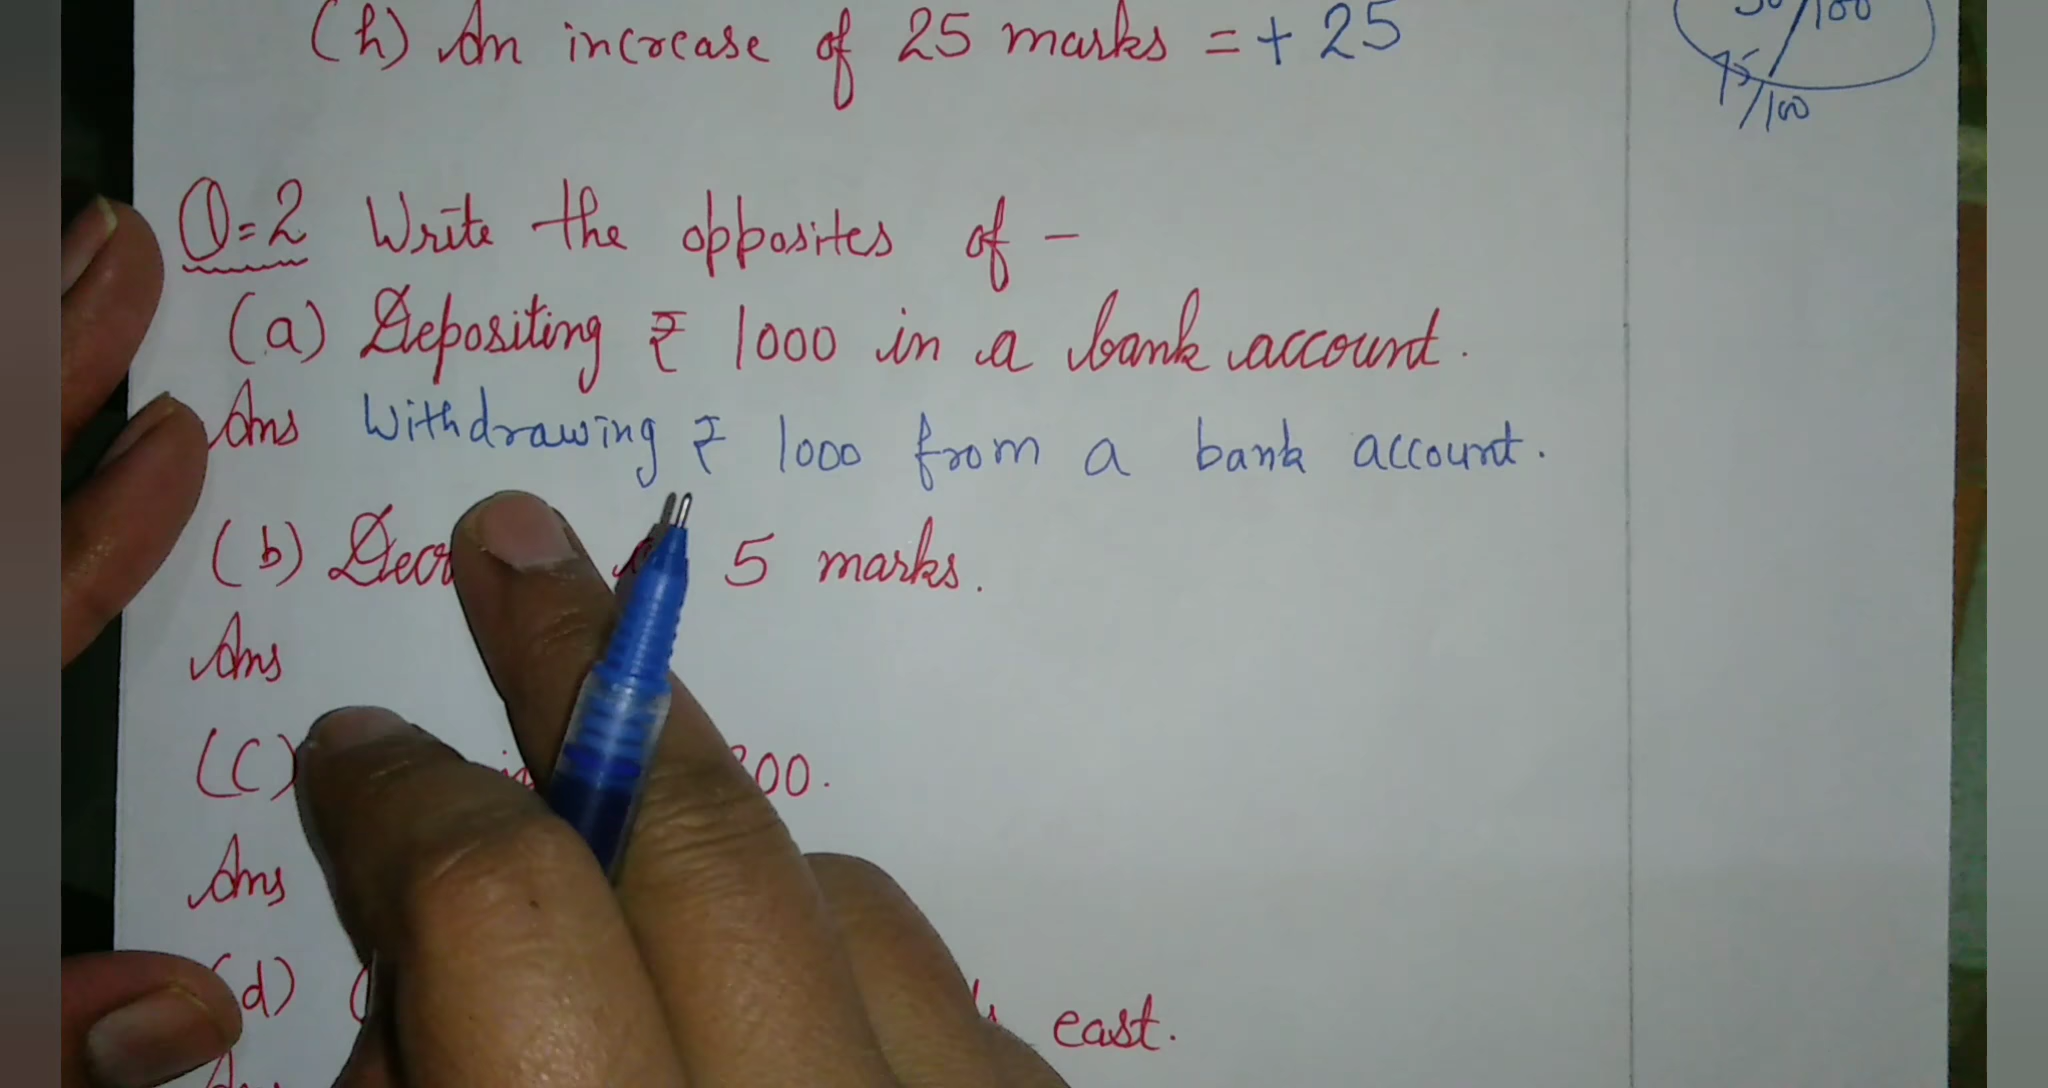 (h) An increase of 25 marks = + 25
/100
75/100
Q=2 Write the opposites of -
(a) Depositing ₹ 1000 in a bank account.
Ans Withdrawing ₹ 1000 from a bank account.
(b) 5 marks.
Ans
(C)
Ans
(d) east.